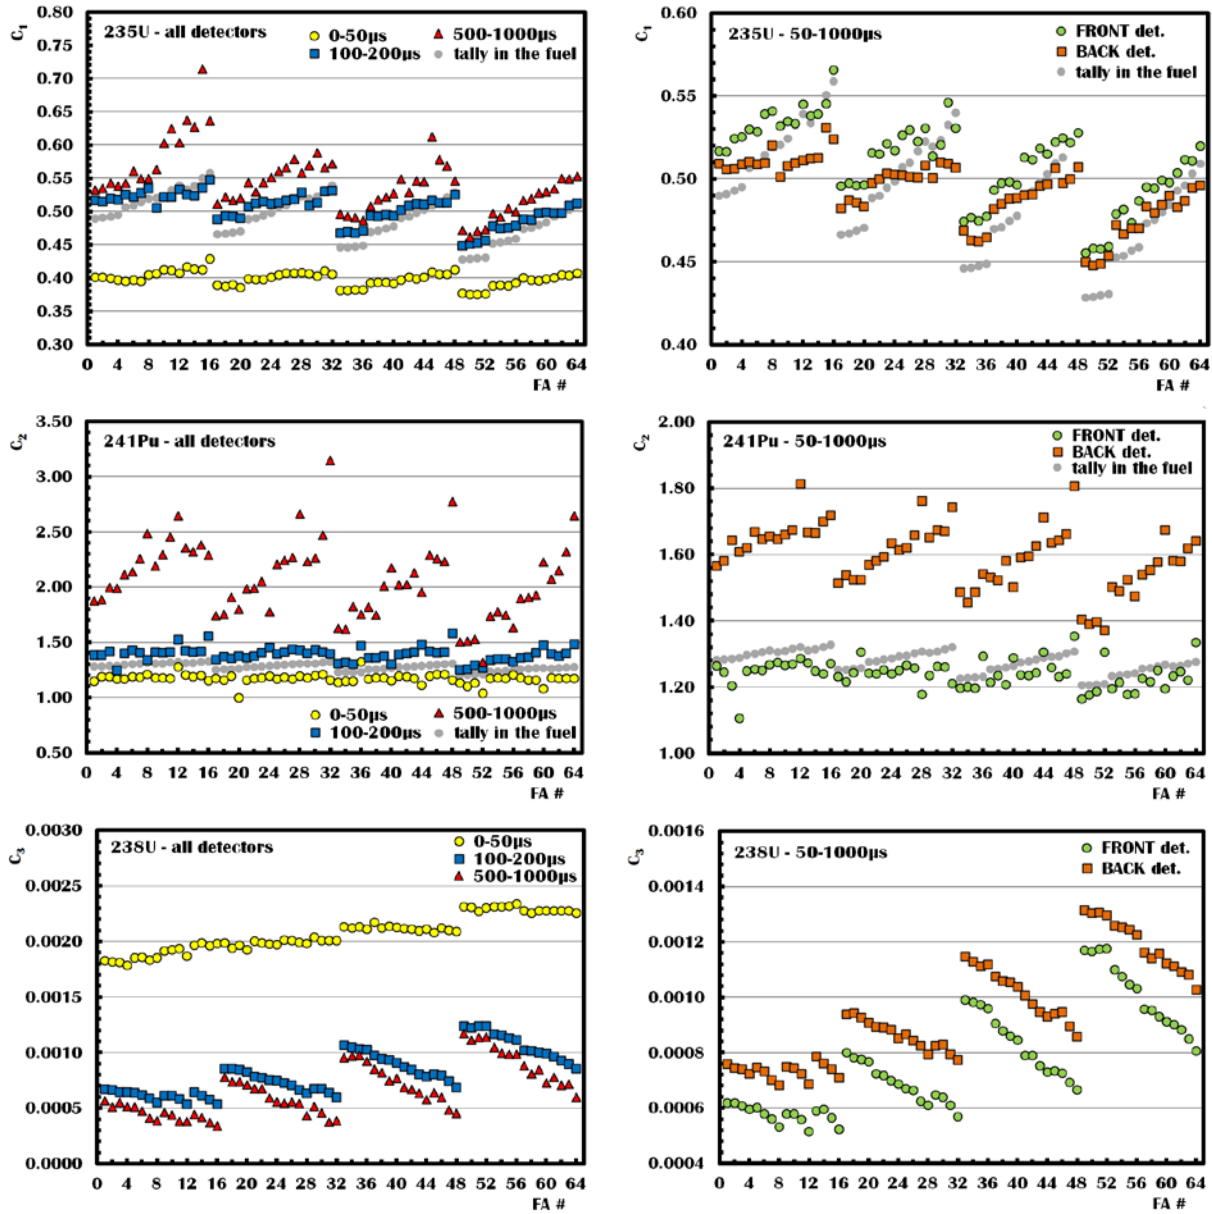 C1
0.80
0.75
0.70
0.65
0.60
0.55
0.50
0.45
0.40
0.35
0.30
235U - all detectors
0-50µs
500-1000µs
100-200µs
tally in the fuel
0 4 8 12 16 20 24 28 32 36 40 44 48 52 56 60 64
FA #
C1
0.60
0.55
0.50
0.45
0.40
235U - 50-1000µs
FRONT det.
BACK det.
tally in the fuel
0 4 8 12 16 20 24 28 32 36 40 44 48 52 56 60 64
FA #
C2
3.50
3.00
2.50
2.00
1.50
1.00
0.50
241Pu - all detectors
0-50µs
500-1000µs
100-200µs
tally in the fuel
0 4 8 12 16 20 24 28 32 36 40 44 48 52 56 60 64
FA #
C2
2.00
1.80
1.60
1.40
1.20
1.00
241Pu - 50-1000µs
FRONT det.
BACK det.
tally in the fuel
0 4 8 12 16 20 24 28 32 36 40 44 48 52 56 60 64
FA #
C3
0.0030
0.0025
0.0020
0.0015
0.0010
0.0005
0.0000
238U - all detectors
0-50µs
100-200µs
500-1000µs
0 4 8 12 16 20 24 28 32 36 40 44 48 52 56 60 64
FA #
C3
0.0016
0.0014
0.0012
0.0010
0.0008
0.0006
0.0004
238U - 50-1000µs
FRONT det.
BACK det.
0 4 8 12 16 20 24 28 32 36 40 44 48 52 56 60 64
FA #